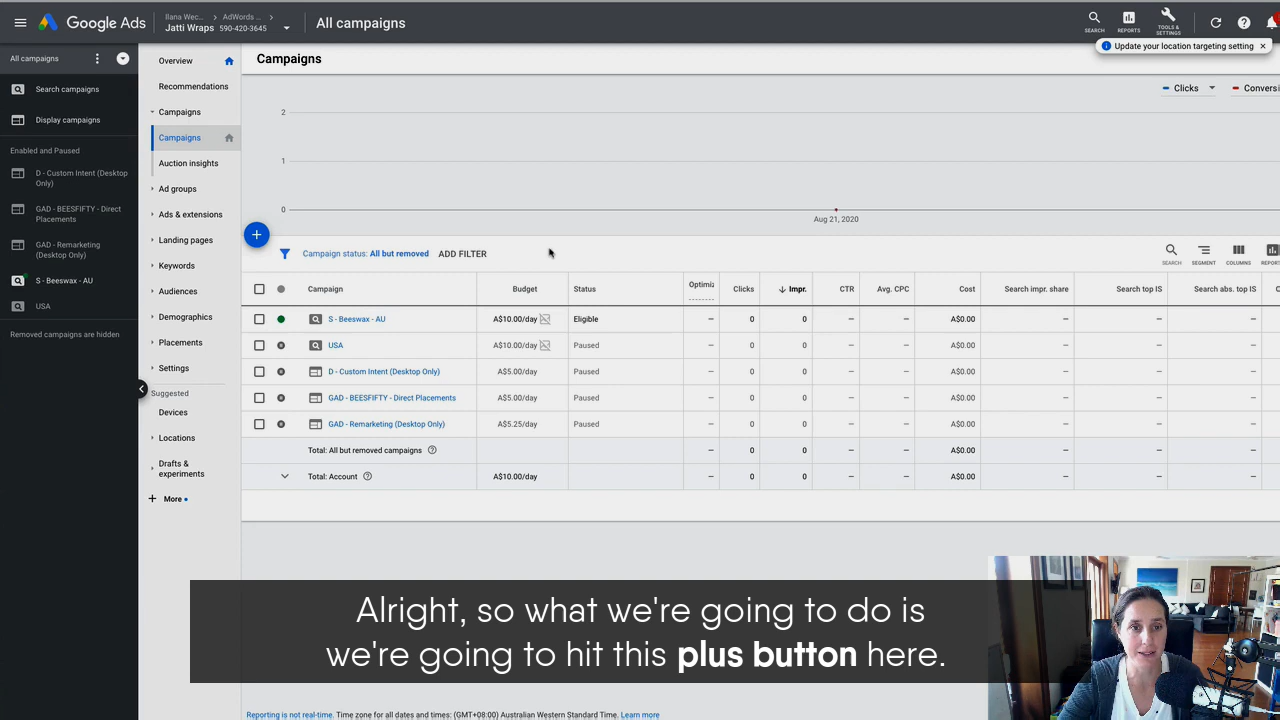 Google Ads
Ilana Wec... > AdWords ... >
Jatti Wraps 590-420-3645
All campaigns
SEARCH
REPORTS
TOOLS &
SETTINGS
Update your location targeting setting
All campaigns
Search campaigns
Display campaigns
Enabled and Paused
D - Custom Intent (Desktop
Only)
GAD - BEESFIFTY - Direct
Placements
GAD - Remarketing
(Desktop Only)
S - Beeswax - AU
USA
Removed campaigns are hidden
Overview
Recommendations
Campaigns
Campaigns
Auction insights
Ad groups
Ads & extensions
Landing pages
Keywords
Audiences
Demographics
Placements
Settings
Suggested
Devices
Locations
Drafts &
experiments
More
Campaigns
Clicks
Conversi
2
1
0
Aug 21, 2020
Campaign status: All but removed ADD FILTER
SEARCH
SEGMENT
COLUMNS
REPORT
Campaign Budget Status Optimiz Clicks Impr. CTR Avg. CPC Cost Search impr. share Search top IS Search abs. top IS C
S - Beeswax - AU A$10.00/day Eligible – 0 0 – – A$0.00 – – –
USA A$10.00/day Paused – 0 0 – – A$0.00 – – –
D - Custom Intent (Desktop Only) A$5.00/day Paused – 0 0 – – A$0.00 – – –
GAD - BEESFIFTY - Direct Placements A$5.00/day Paused – 0 0 – – A$0.00 – – –
GAD - Remarketing (Desktop Only) A$5.25/day Paused – 0 0 – – A$0.00 – – –
Total: All but removed campaigns – 0 0 – – A$0.00 – – –
Total: Account A$10.00/day – 0 0 – – A$0.00 – – –
Alright, so what we're going to do is
we're going to hit this plus button here.
Reporting is not real-time. Time zone for all dates and times: (GMT+08:00) Australian Western Standard Time. Learn more